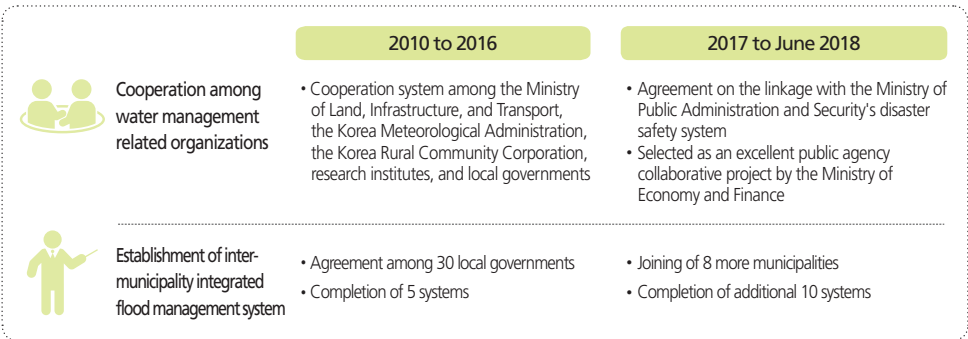 2010 to 2016
2017 to June 2018
Cooperation among
water management
related organizations
• Cooperation system among the Ministry
of Land, Infrastructure, and Transport,
the Korea Meteorological Administration,
the Korea Rural Community Corporation,
research institutes, and local governments
• Agreement on the linkage with the Ministry of
Public Administration and Security's disaster
safety system
• Selected as an excellent public agency
collaborative project by the Ministry of
Economy and Finance
Establishment of inter-
municipality integrated
flood management system
• Agreement among 30 local governments
• Completion of 5 systems
• Joining of 8 more municipalities
• Completion of additional 10 systems